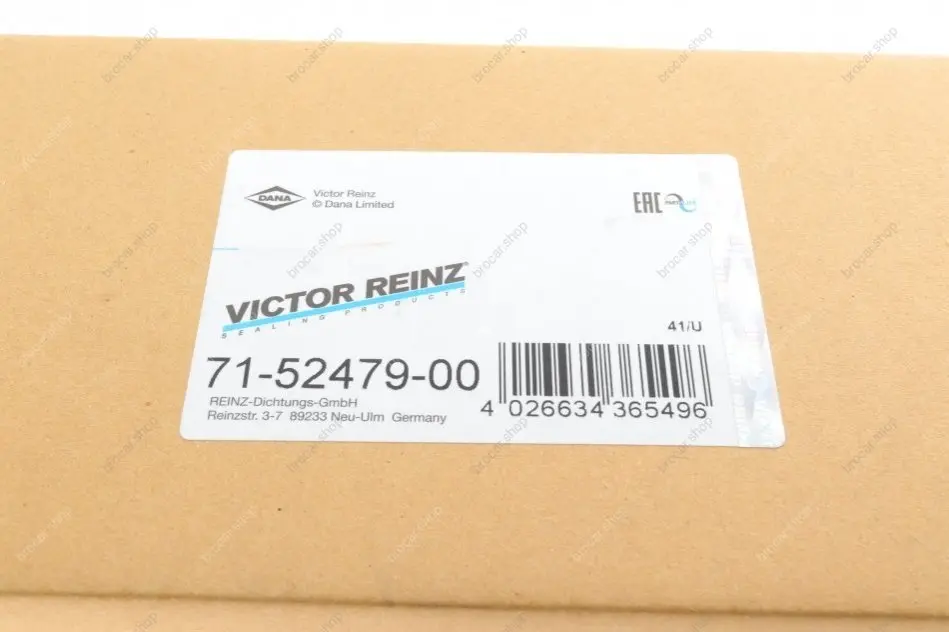 DANA
Victor Reinz
© Dana Limited
EAC
VICTOR REINZ®
SEALING PRODUCTS
41/U
71-52479-00
REINZ-Dichtungs-GmbH
Reinzstr. 3-7 89233 Neu-Ulm Germany
4 026634 365496
brocar.shop